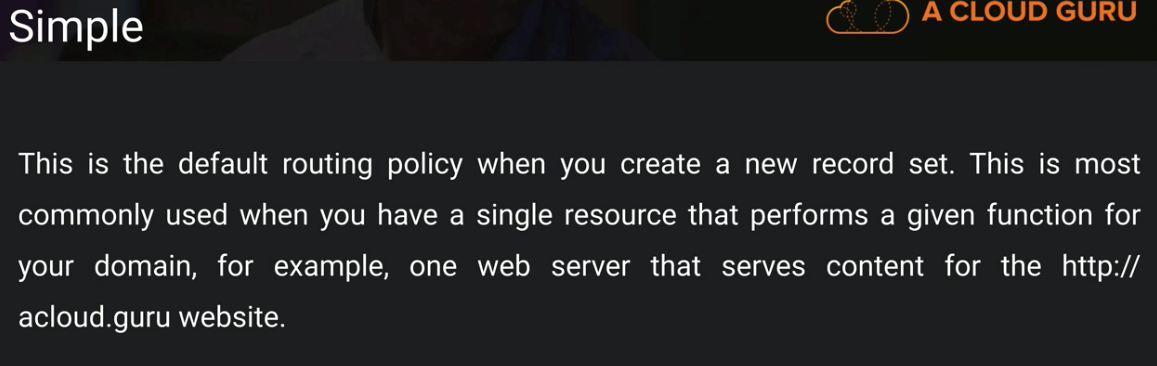 Simple
A CLOUD GURU
This is the default routing policy when you create a new record set. This is most
commonly used when you have a single resource that performs a given function for
your domain, for example, one web server that serves content for the http://
acloud.guru website.